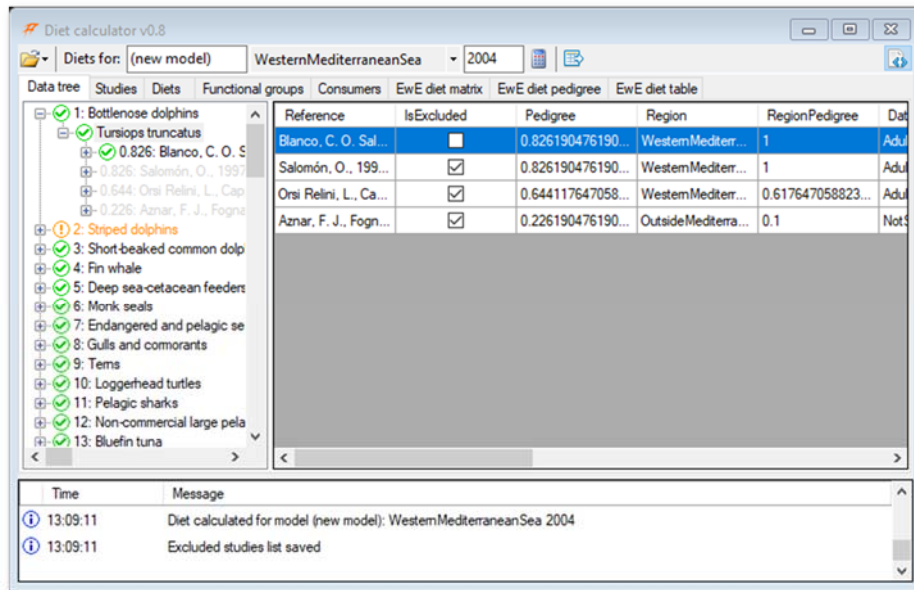 Diet calculator v0.8
Diets for: (new model) WesternMediterraneanSea 2004
Data tree Studies Diets Functional groups Consumers EwE diet matrix EwE diet pedigree EwE diet table
1: Bottlenose dolphins
Tursiops truncatus
0.826: Blanco, C. O. S
0.826: Salomón, O., 1997
0.644: Orsi Relini, L., Cap
0.226: Aznar, F. J., Fogna
2: Striped dolphins
3: Short-beaked common dolp
4: Fin whale
5: Deep sea-cetacean feeders
6: Monk seals
7: Endangered and pelagic se
8: Gulls and cormorants
9: Terns
10: Loggerhead turtles
11: Pelagic sharks
12: Non-commercial large pela
13: Bluefin tuna
Reference IsExcluded Pedigree Region RegionPedigree Dat
Blanco, C. O. Sal... 0.826190476190... WesternMediterr... 1 Adul
Salomón, O., 199... 0.826190476190... WesternMediterr... 1 Adul
Orsi Relini, L., Ca... 0.644117647058... WesternMediterr... 0.617647058823... Adul
Aznar, F. J., Fogn... 0.226190476190... OutsideMediterra... 0.1 NotS
Time Message
13:09:11 Diet calculated for model (new model): WesternMediterraneanSea 2004
13:09:11 Excluded studies list saved